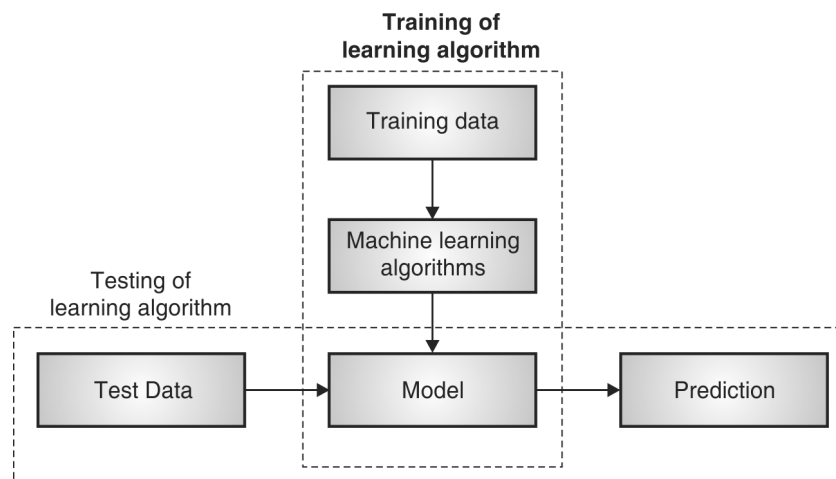 Training of
learning algorithm
Training data
Machine learning
algorithms
Testing of
learning algorithm
Test Data
Model
Prediction